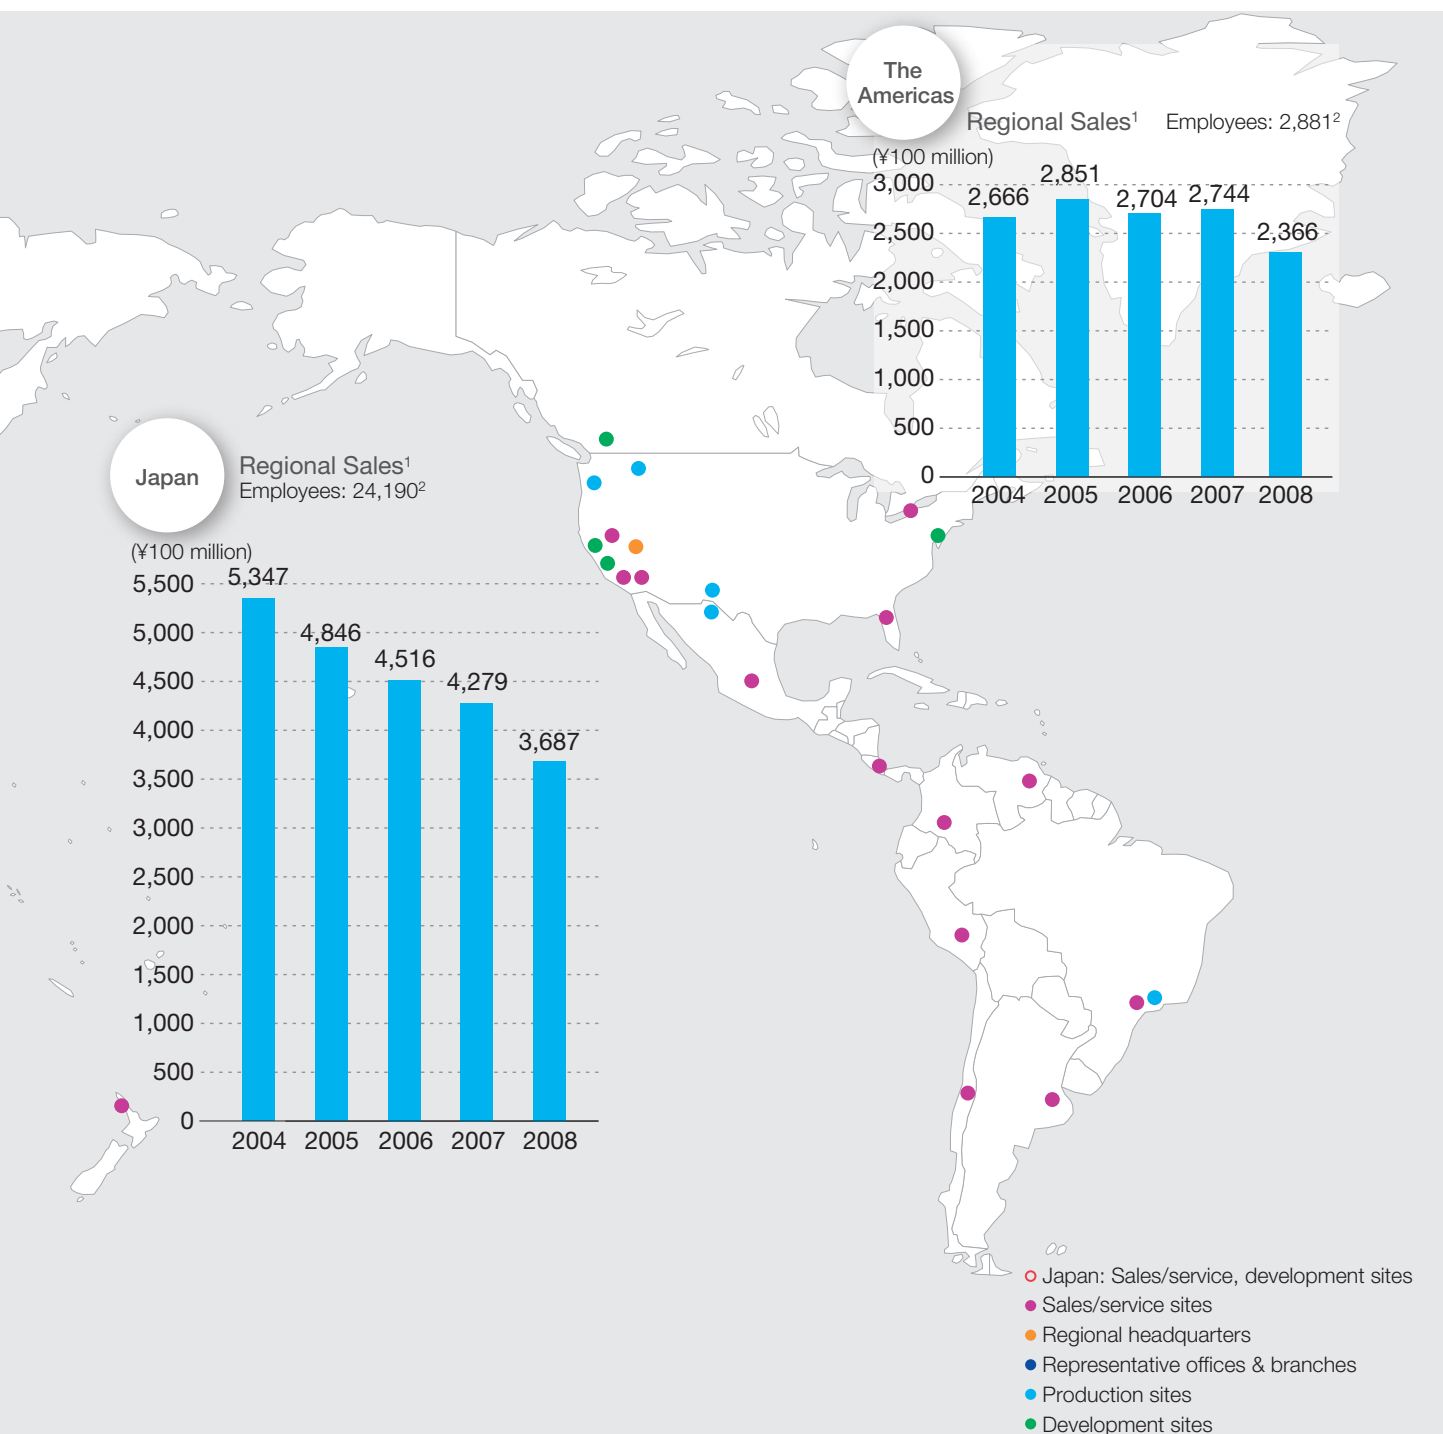 The
Americas
Regional Sales1 Employees: 2,8812
(¥100 million)
3,000
2,500
2,000
1,500
1,000
500
0
2,666
2,851
2,704
2,744
2,366
2004 2005 2006 2007 2008
Japan
Regional Sales1
Employees: 24,1902
(¥100 million)
5,500
5,000
4,500
4,000
3,500
3,000
2,500
2,000
1,500
1,000
500
0
5,347
4,846
4,516
4,279
3,687
2004 2005 2006 2007 2008
Japan: Sales/service, development sites
Sales/service sites
Regional headquarters
Representative offices & branches
Production sites
Development sites